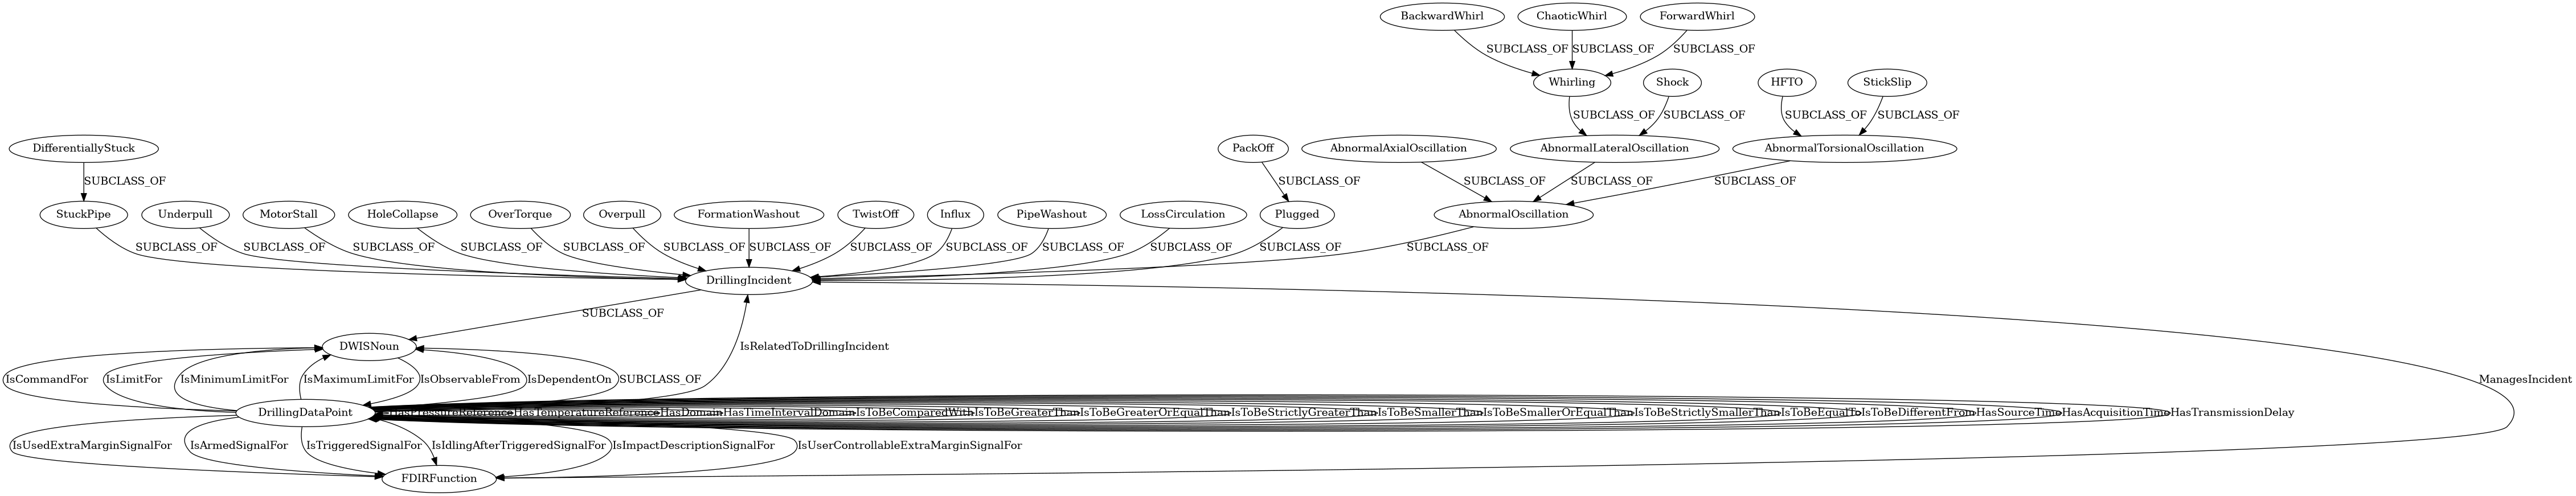 BackwardWhirl
ChaoticWhirl
ForwardWhirl
SUBCLASS_OF
SUBCLASS_OF
SUBCLASS_OF
Whirling
Shock
HFTO
StickSlip
SUBCLASS_OF
SUBCLASS_OF
SUBCLASS_OF
SUBCLASS_OF
DifferentiallyStuck
PackOff
AbnormalAxialOscillation
AbnormalLateralOscillation
AbnormalTorsionalOscillation
SUBCLASS_OF
SUBCLASS_OF
SUBCLASS_OF
SUBCLASS_OF
SUBCLASS_OF
StuckPipe
Underpull
MotorStall
HoleCollapse
OverTorque
Overpull
FormationWashout
TwistOff
Influx
PipeWashout
LossCirculation
Plugged
AbnormalOscillation
SUBCLASS_OF
SUBCLASS_OF
SUBCLASS_OF
SUBCLASS_OF
SUBCLASS_OF
SUBCLASS_OF
SUBCLASS_OF
SUBCLASS_OF
SUBCLASS_OF
SUBCLASS_OF
SUBCLASS_OF
SUBCLASS_OF
SUBCLASS_OF
DrillingIncident
SUBCLASS_OF
DWISNoun
IsRelatedToDrillingIncident
IsCommandFor
IsLimitFor
IsMinimumLimitFor
IsMaximumLimitFor
IsObservableFrom
IsDependentOn
SUBCLASS_OF
ManagesIncident
DrillingDataPoint
HasPressureReference
HasTemperatureReference
HasDomain
HasTimeIntervalDomain
IsToBeComparedWith
IsToBeGreaterThan
IsToBeGreaterOrEqualThan
IsToBeStrictlyGreaterThan
IsToBeSmallerThan
IsToBeSmallerOrEqualThan
IsToBeStrictlySmallerThan
IsToBeEqualTo
IsToBeDifferentFrom
HasSourceTime
HasAcquisitionTime
HasTransmissionDelay
IsUsedExtraMarginSignalFor
IsArmedSignalFor
IsTriggeredSignalFor
IsIdlingAfterTriggeredSignalFor
IsImpactDescriptionSignalFor
IsUserControllableExtraMarginSignalFor
FDIRFunction